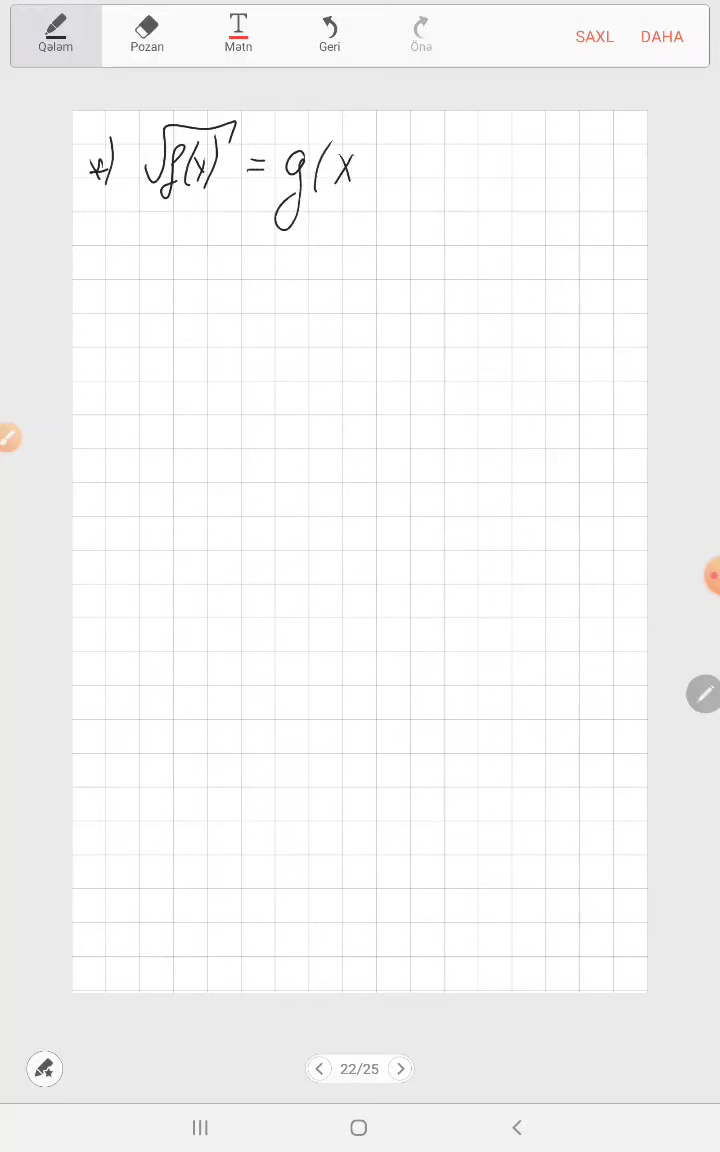 Qələm Pozan Mətn Geri Önə SAXL DAHA
*) √f(x) = g(x
22/25